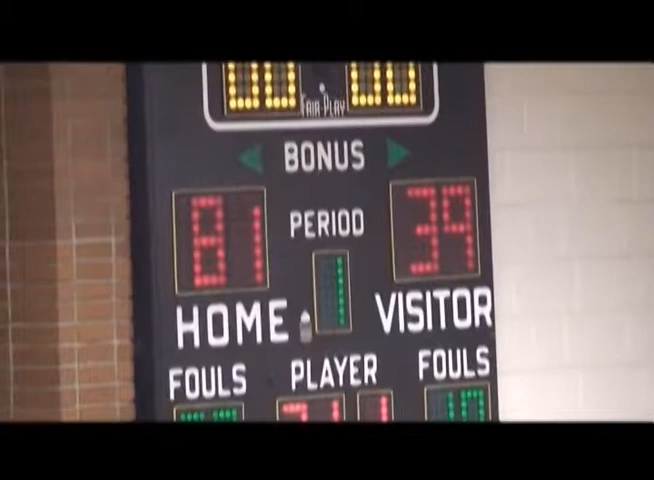 00 00
FAIR-PLAY
BONUS
81 PERIOD 39
1
HOME VISITOR
FOULS PLAYER FOULS